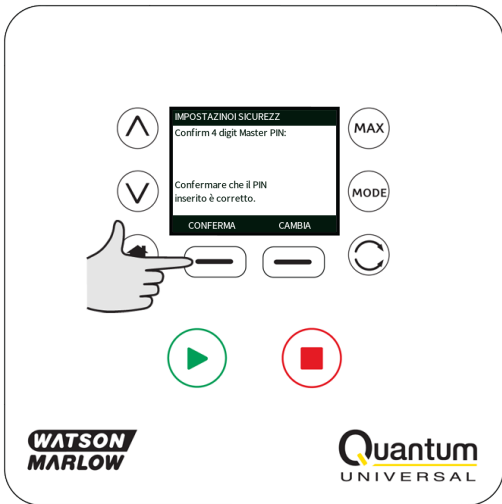 IMPOSTAZINOI SICUREZZ
Confirm 4 digit Master PIN:
MAX
Confermare che il PIN
inserito è corretto.
MODE
CONFERMA CAMBIA
WATSON
MARLOW
Quantum
UNIVERSAL